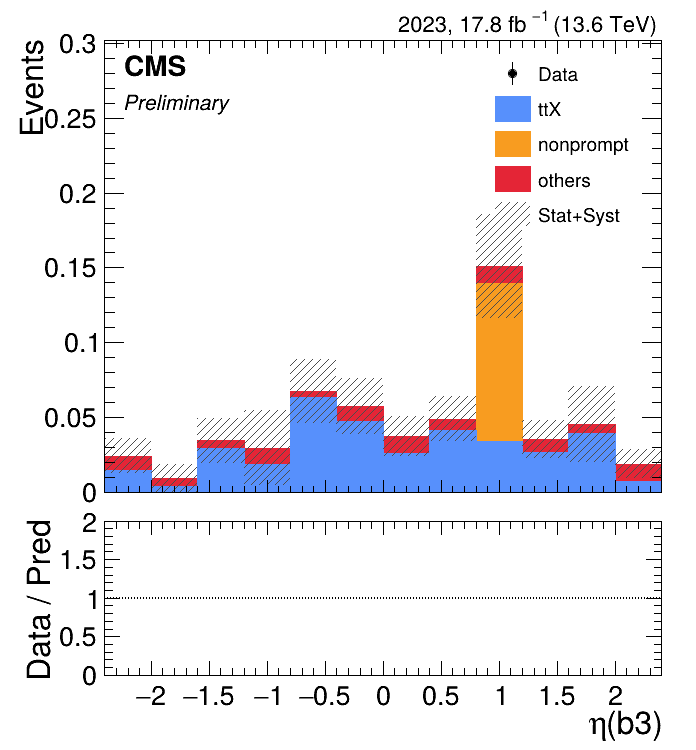 2023, 17.8 fb⁻¹ (13.6 TeV)
CMS
Preliminary
Data
ttX
nonprompt
others
Stat+Syst
Events
0.3
0.25
0.2
0.15
0.1
0.05
0
Data / Pred
2
1.5
1
0.5
0
−2 −1.5 −1 −0.5 0 0.5 1 1.5 2
η(b3)